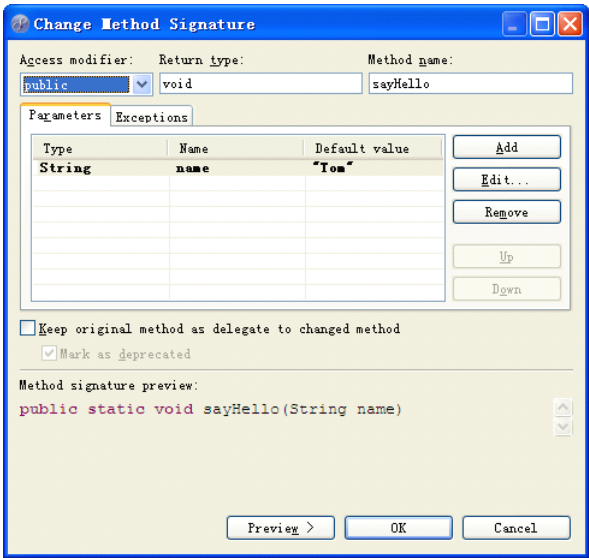 Change Method Signature
Access modifier: Return type: Method name:
public void sayHello
Parameters Exceptions
Type Name Default value
String name "Tom"
Add
Edit...
Remove
Up
Down
Keep original method as delegate to changed method
Mark as deprecated
Method signature preview:
public static void sayHello(String name)
Preview > OK Cancel